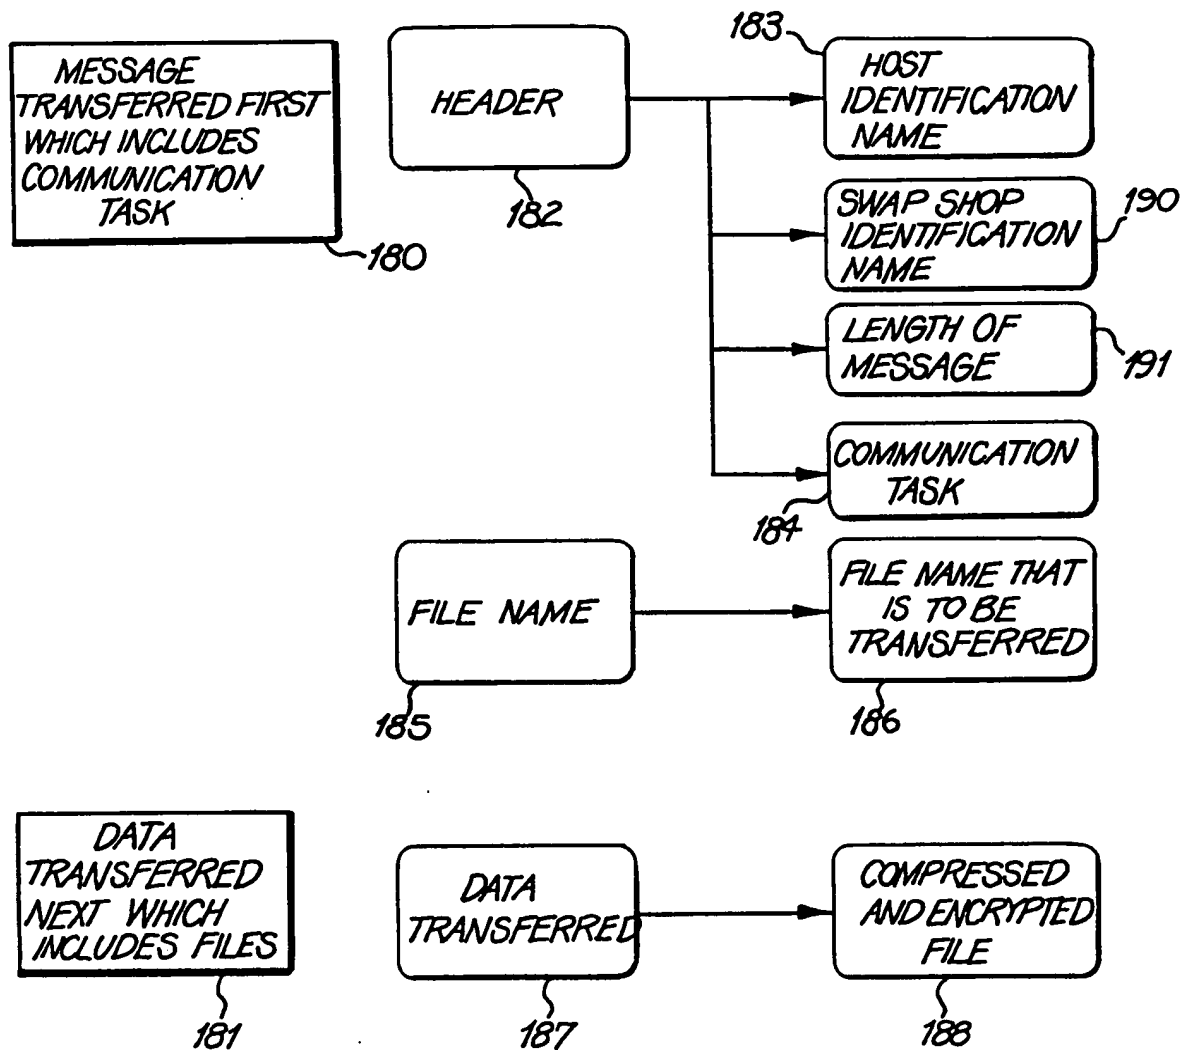 MESSAGE
TRANSFERRED FIRST
WHICH INCLUDES
COMMUNICATION
TASK
180
HEADER
182
183
HOST
IDENTIFICATION
NAME
SWAP SHOP
IDENTIFICATION
NAME
190
LENGTH OF
MESSAGE
191
COMMUNICATION
TASK
184
FILE NAME
185
FILE NAME THAT
IS TO BE
TRANSFERRED
186
DATA
TRANSFERRED
NEXT WHICH
INCLUDES FILES
181
DATA
TRANSFERRED
187
COMPRESSED
AND ENCRYPTED
FILE
188